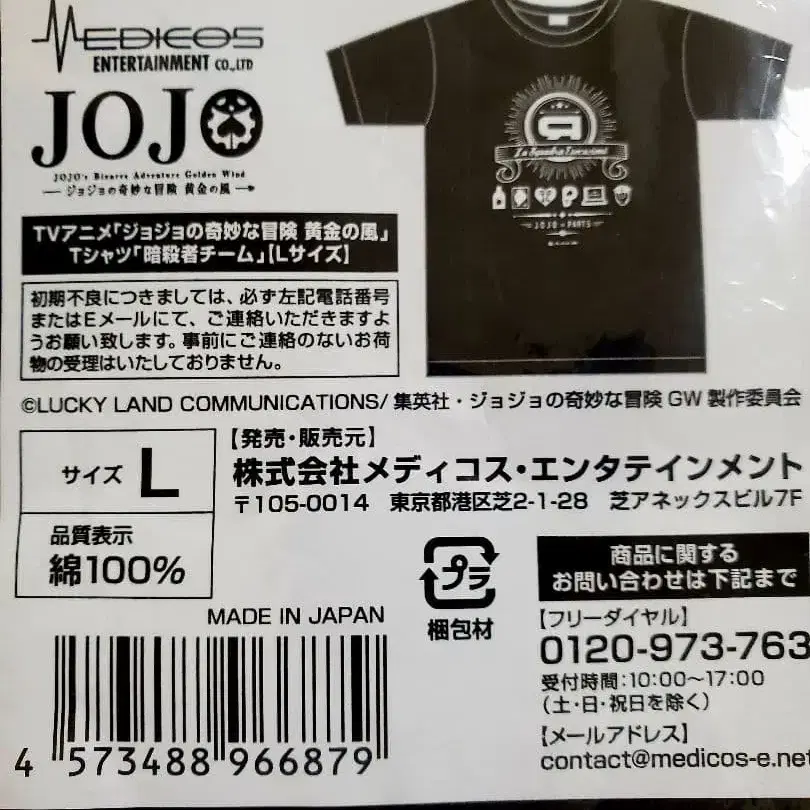 MEDICOS
ENTERTAINMENT CO.,LTD
JOJO
JOJO's Bizarre Adventure Golden Wind
ジョジョの奇妙な冒険 黄金の風
TVアニメ「ジョジョの奇妙な冒険 黄金の風」
Tシャツ「暗殺者チーム」【Lサイズ】
初期不良につきましては、必ず左記電話番号
またはEメールにて、ご連絡いただきますよ
うお願い致します。事前にご連絡のないお荷
物の受理はいたしておりません。
La Squadra Esecuzioni
©LUCKY LAND COMMUNICATIONS/集英社・ジョジョの奇妙な冒険 GW 製作委員会
サイズ L
品質表示
綿100%
【発売・販売元】
株式会社メディコス・エンタテインメント
〒105-0014 東京都港区芝2-1-28 芝アネックスビル7F
プラ
梱包材
商品に関する
お問い合わせは下記まで
【フリーダイヤル】
0120-973-763
受付時間：10:00～17:00
（土・日・祝日を除く）
【メールアドレス】
contact@medicos-e.net
MADE IN JAPAN
4 573488 966879